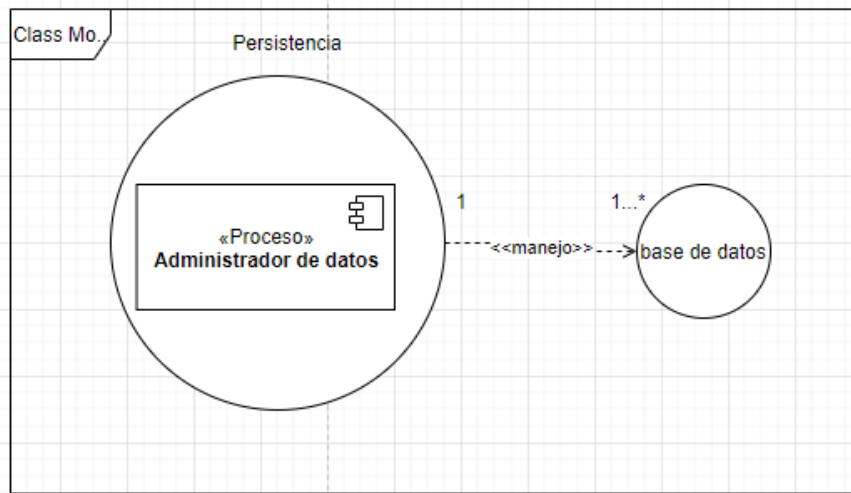 Class Mo..
Persistencia
«Proceso»
Administrador de datos
1
1...*
<<manejo>>
base de datos